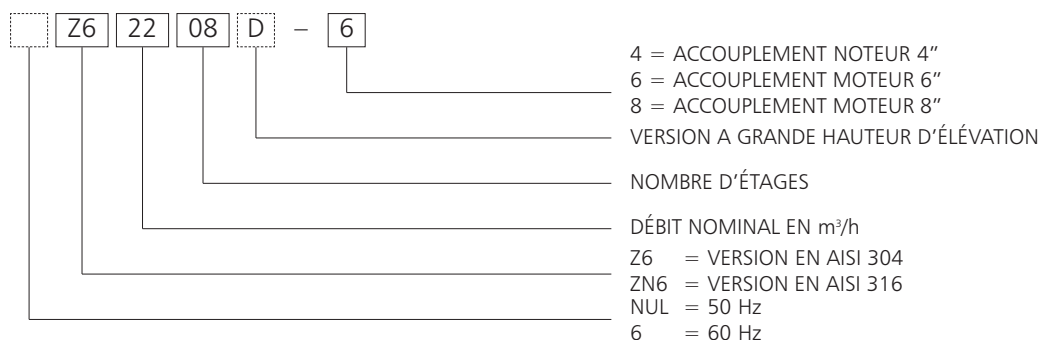 Z6 22 08 D – 6
4 = ACCOUPLEMENT NOTEUR 4”
6 = ACCOUPLEMENT MOTEUR 6”
8 = ACCOUPLEMENT MOTEUR 8”
VERSION A GRANDE HAUTEUR D’ÉLÉVATION
NOMBRE D’ÉTAGES
DÉBIT NOMINAL EN m³/h
Z6 = VERSION EN AISI 304
ZN6 = VERSION EN AISI 316
NUL = 50 Hz
6 = 60 Hz